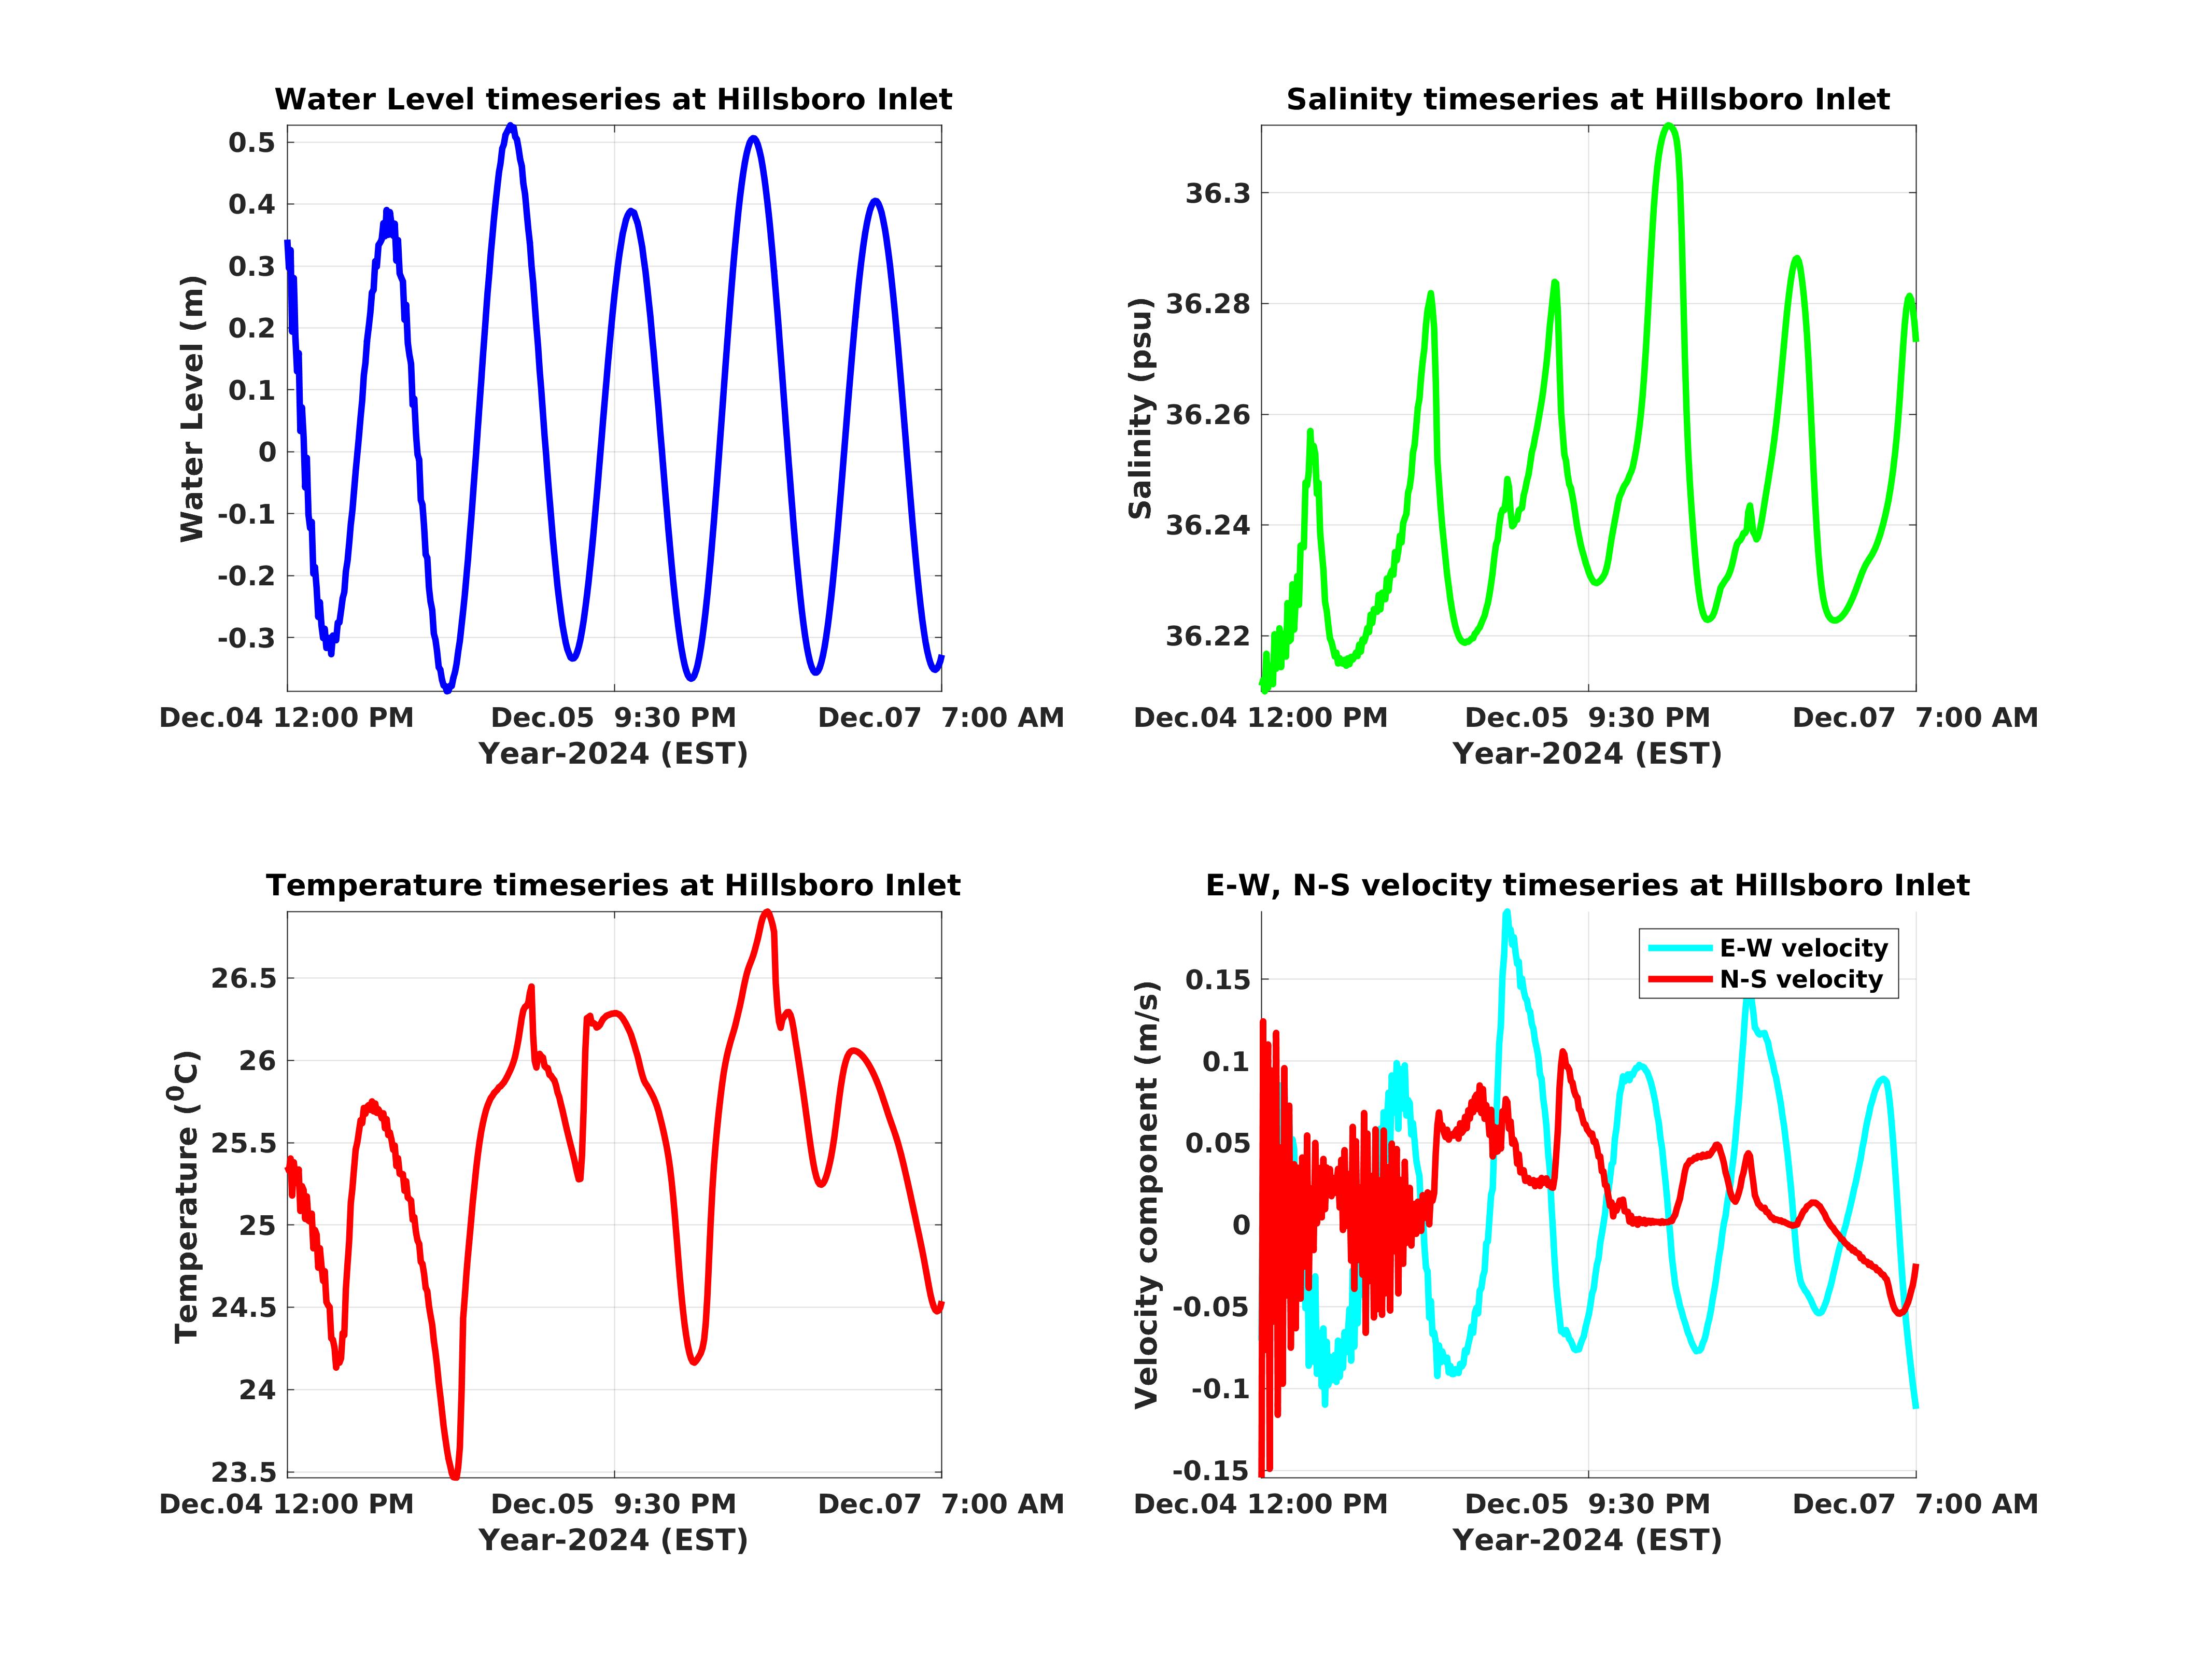 Water Level timeseries at Hillsboro Inlet
0.5
0.4
0.3
0.2
0.1
0
-0.1
-0.2
-0.3
Water Level (m)
Dec.04 12:00 PM
Dec.05 9:30 PM
Dec.07 7:00 AM
Year-2024 (EST)
Salinity timeseries at Hillsboro Inlet
36.3
36.28
36.26
36.24
36.22
Salinity (psu)
Dec.04 12:00 PM
Dec.05 9:30 PM
Dec.07 7:00 AM
Year-2024 (EST)
Temperature timeseries at Hillsboro Inlet
26.5
26
25.5
25
24.5
24
23.5
Temperature (⁰C)
Dec.04 12:00 PM
Dec.05 9:30 PM
Dec.07 7:00 AM
Year-2024 (EST)
E-W, N-S velocity timeseries at Hillsboro Inlet
E-W velocity
N-S velocity
0.15
0.1
0.05
0
-0.05
-0.1
-0.15
Velocity component (m/s)
Dec.04 12:00 PM
Dec.05 9:30 PM
Dec.07 7:00 AM
Year-2024 (EST)